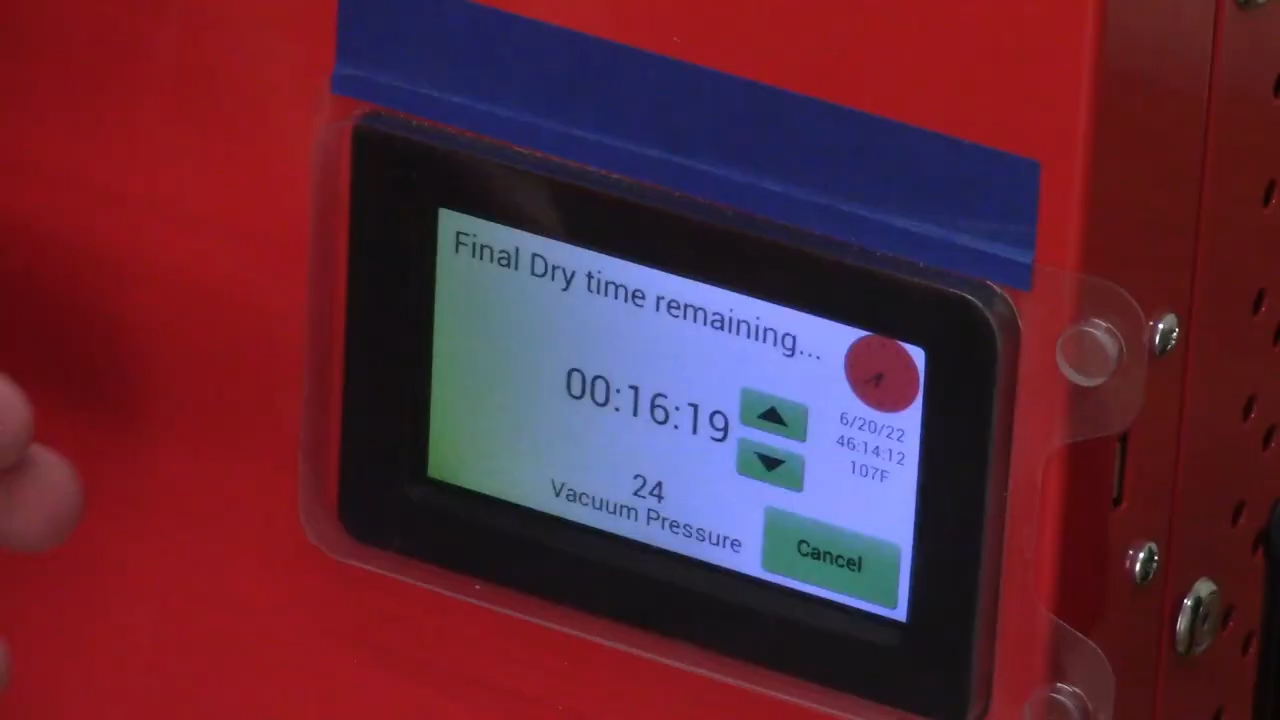 Final Dry time remaining...
00:16:19
6/20/22
46:14:12
107F
24
Vacuum Pressure
Cancel